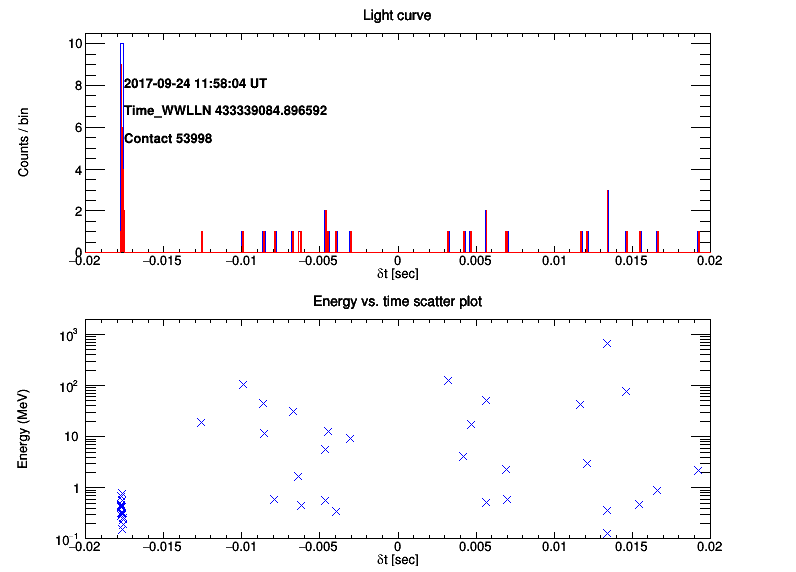 Light curve
Counts / bin
10
8
6
4
2
0
2017-09-24 11:58:04 UT
Time_WWLLN 433339084.896592
Contact 53998
−0.02 −0.015 −0.01 −0.005 0 0.005 0.01 0.015 0.02
δt [sec]
Energy vs. time scatter plot
Energy (MeV)
10³
10²
10
1
10⁻¹
−0.02 −0.015 −0.01 −0.005 0 0.005 0.01 0.015 0.02
δt [sec]